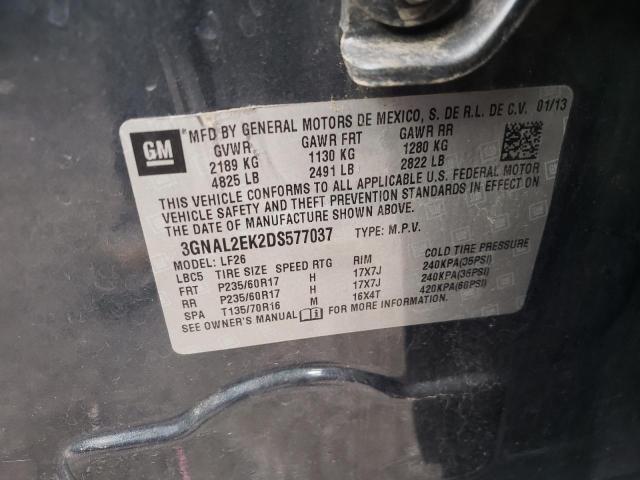 GM
MFD BY GENERAL MOTORS DE MEXICO, S. DE R.L. DE C.V. 01/13
GVWR GAWR FRT GAWR RR
2189 KG 1130 KG 1280 KG
4825 LB 2491 LB 2822 LB
THIS VEHICLE CONFORMS TO ALL APPLICABLE U.S. FEDERAL MOTOR
VEHICLE SAFETY AND THEFT PREVENTION STANDARDS IN EFFECT ON
THE DATE OF MANUFACTURE SHOWN ABOVE.
3GNAL2EK2DS577037 TYPE: M.P.V.
MODEL: LF26
LBC5 TIRE SIZE SPEED RTG RIM COLD TIRE PRESSURE
FRT P235/60R17 H 17X7J 240KPA(35PSI)
RR P235/60R17 H 17X7J 240KPA(35PSI)
SPA T135/70R16 M 16X4T 420KPA(60PSI)
SEE OWNER'S MANUAL FOR MORE INFORMATION.